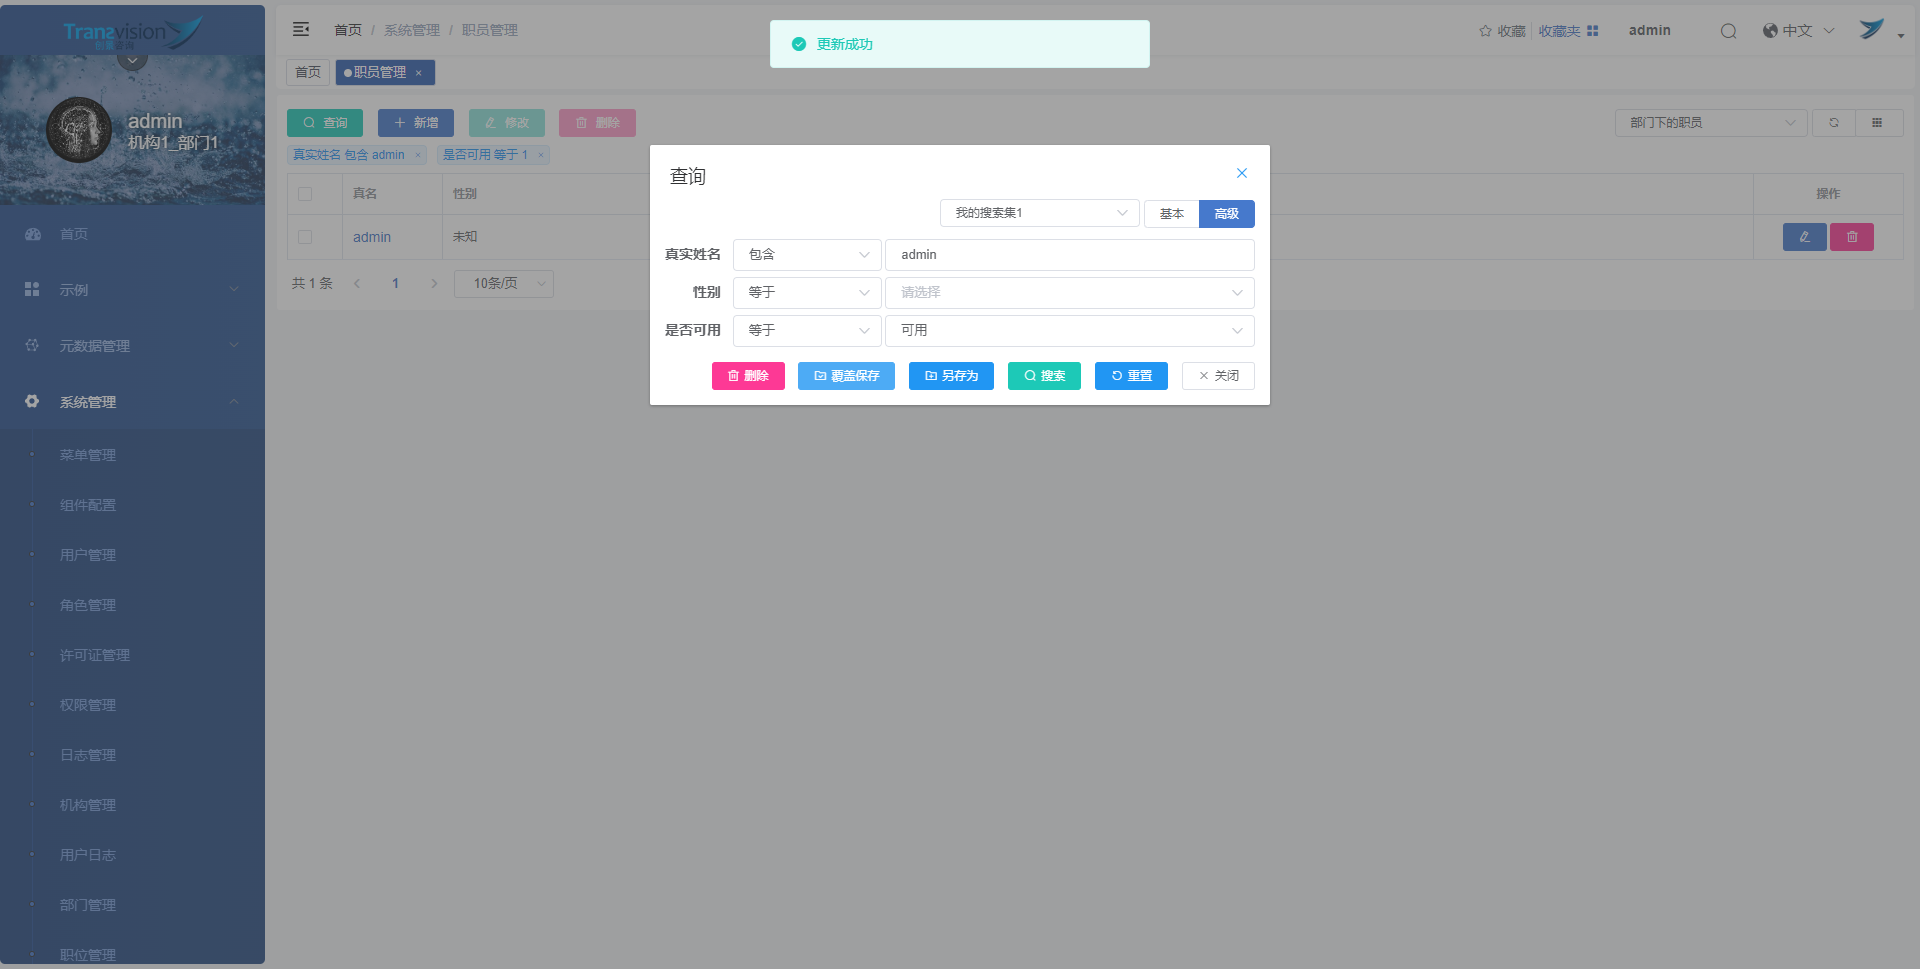 Transvision
创景咨询
首页 / 系统管理 / 职员管理
更新成功
收藏
收藏夹
admin
中文
首页
职员管理 ×
admin
机构1_部门1
查询
新增
修改
删除
部门下的职员
真实姓名 包含 admin ×
是否可用 等于 1 ×
真名
性别
操作
admin
未知
共 1 条
1
10条/页
首页
示例
元数据管理
系统管理
菜单管理
组件配置
用户管理
角色管理
许可证管理
权限管理
日志管理
机构管理
用户日志
部门管理
职位管理
查询
我的搜索集1
基本
高级
真实姓名
包含
admin
性别
等于
请选择
是否可用
等于
可用
删除
覆盖保存
另存为
搜索
重置
关闭